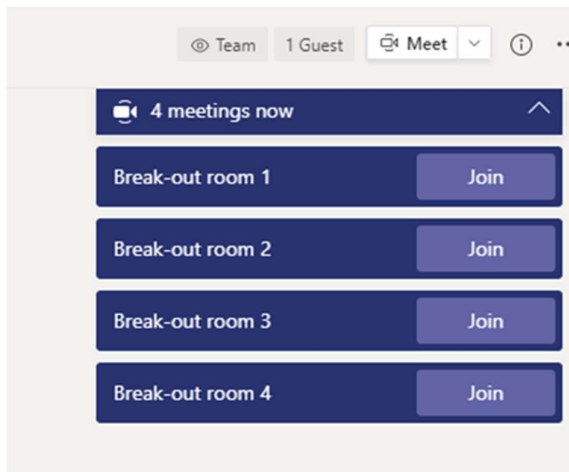 Team 1 Guest Meet
4 meetings now
Break-out room 1 Join
Break-out room 2 Join
Break-out room 3 Join
Break-out room 4 Join